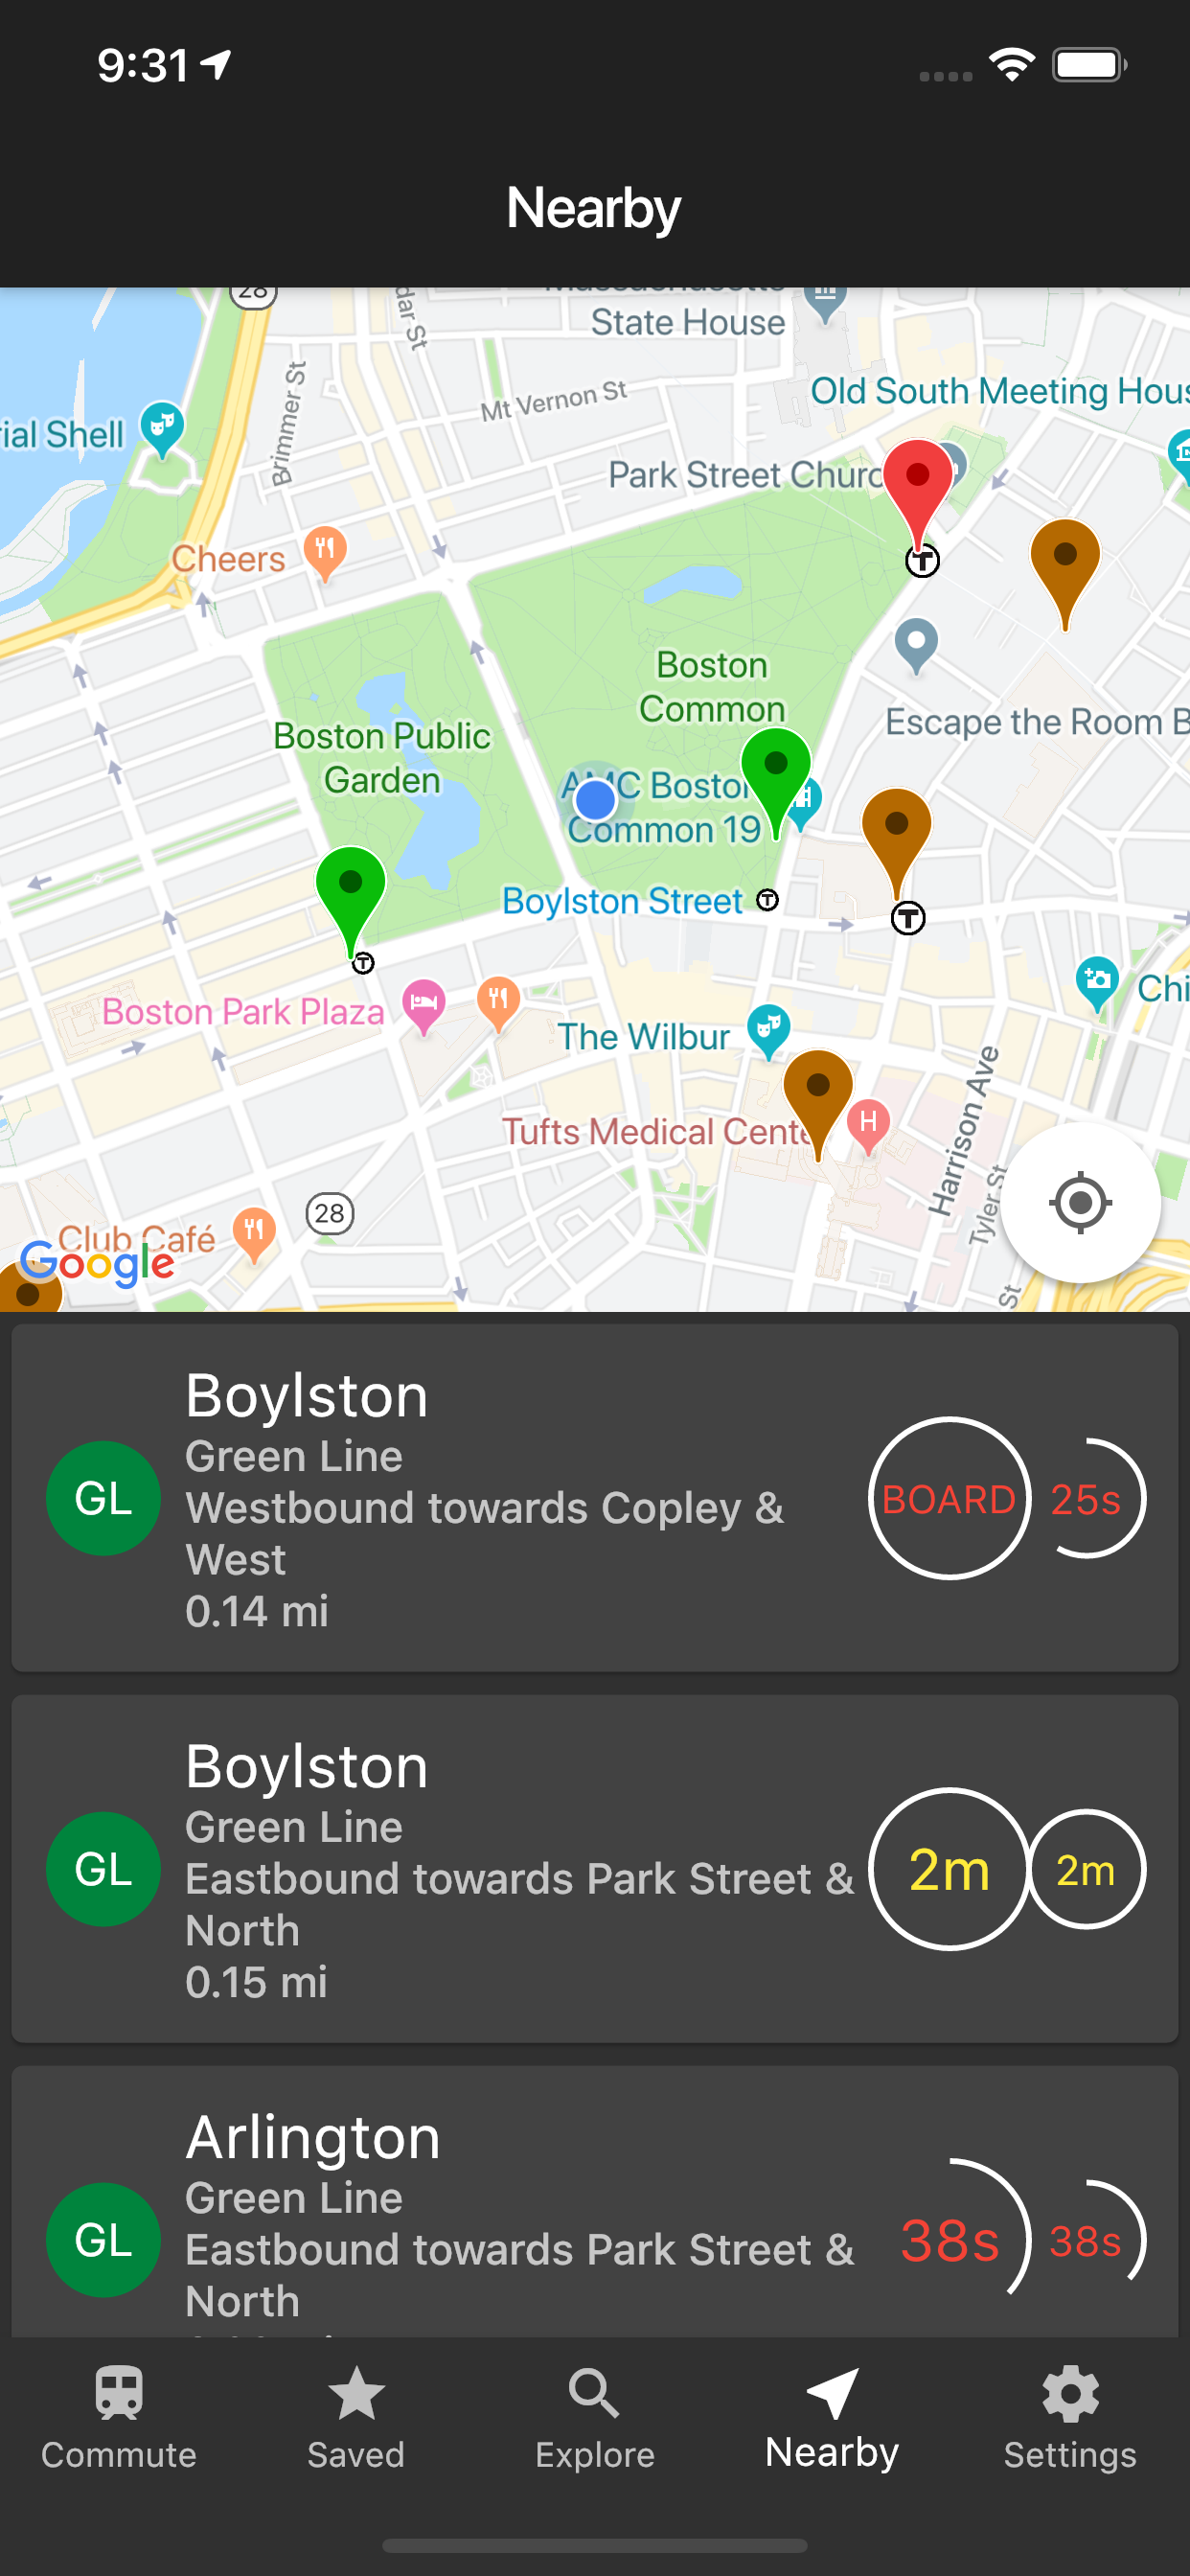 9:31
Nearby
28
dar St
State House
Old South Meeting Hous
Mt Vernon St
Brimmer St
rial Shell
Park Street Churc
Cheers
Boston
Common
Escape the Room B
Boston Public
Garden
AMC Boston
Common 19
Boylston Street
T
T
T
T
Boston Park Plaza
Chi
The Wilbur
Tufts Medical Cente
H
Harrison Ave
Tyler St
28
Club Café
Google
St
Boylston
GL
Green Line
Westbound towards Copley &
West
0.14 mi
BOARD
25s
Boylston
GL
Green Line
Eastbound towards Park Street &
North
0.15 mi
2m
2m
Arlington
GL
Green Line
Eastbound towards Park Street &
North
38s
38s
Commute
Saved
Explore
Nearby
Settings